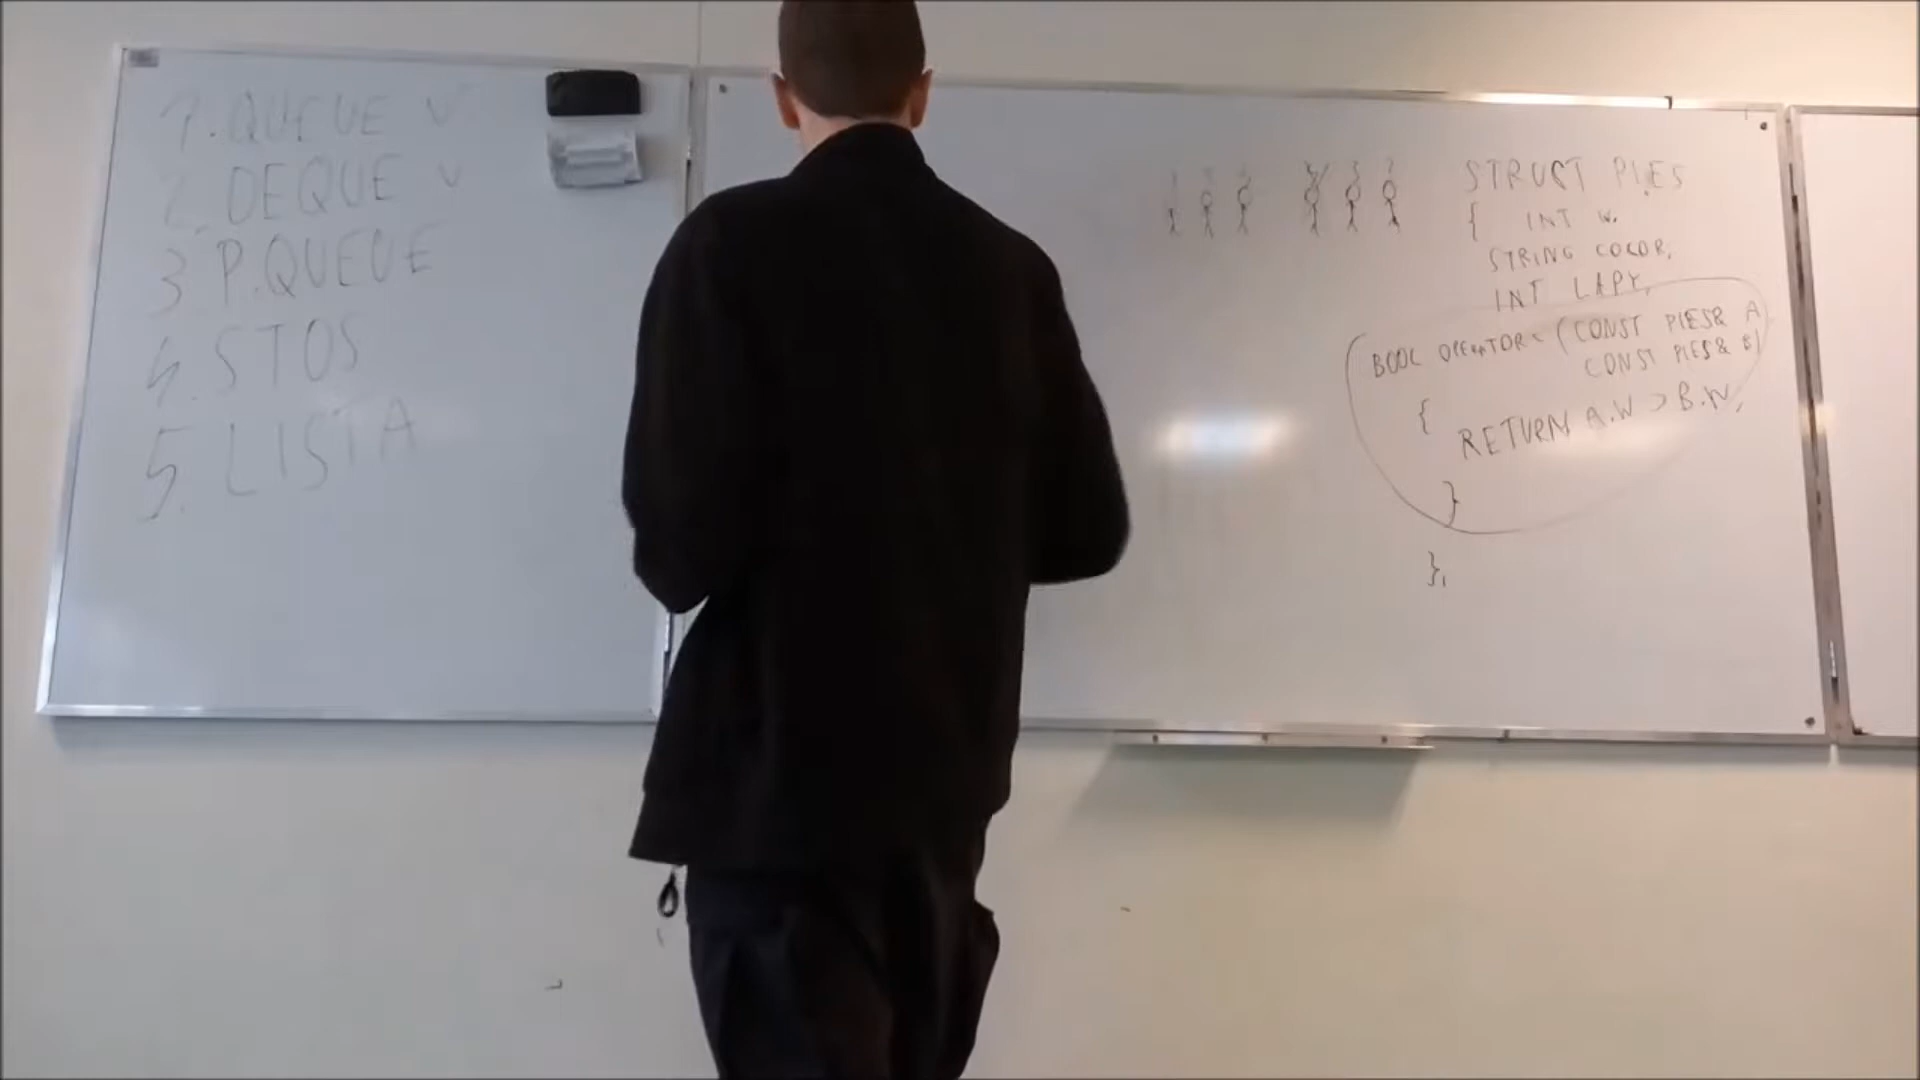 1. QUEUE V
2. DEQUE V
3. P.QUEUE
4. STOS
5. LISTA
STRUCT PIES
{ INT W,
STRING COLOR,
INT LAPY,
BOOL OPERATOR< (CONST PIES& A
CONST PIES& B)
{
RETURN A.W > B.W,
}
},